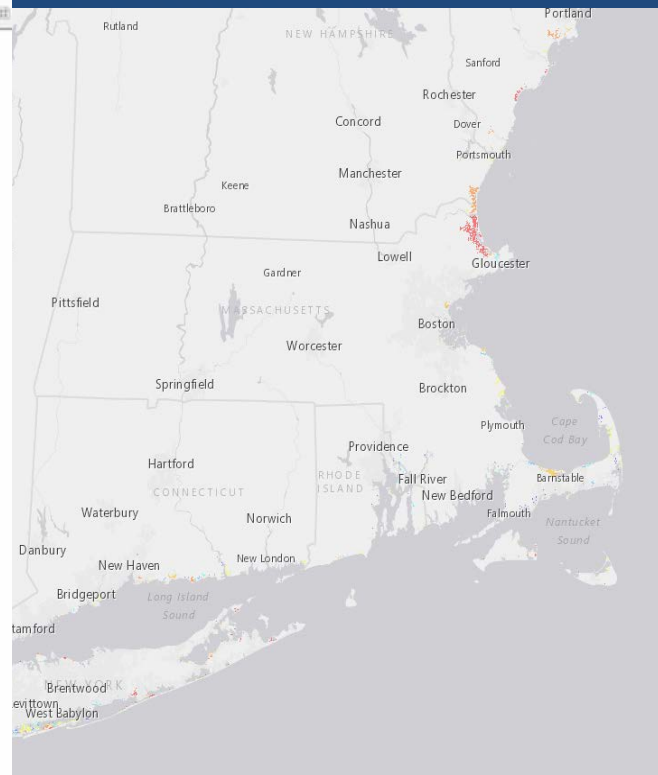 Portland
Rutland
NEW HAMPSHIRE
Sanford
Rochester
Concord
Dover
Portsmouth
Manchester
Keene
Brattleboro
Nashua
Lowell
Gloucester
Gardner
Pittsfield
MASSACHUSETTS
Boston
Worcester
Springfield
Brockton
Plymouth
Cape
Cod Bay
Providence
Hartford
RHODE
ISLAND
Fall River
Barnstable
CONNECTICUT
New Bedford
Waterbury
Norwich
Falmouth
Nantucket
Sound
Danbury
New London
New Haven
Bridgeport
Long Island
Sound
tamford
NEW YORK
Brentwood
evittown
West Babylon